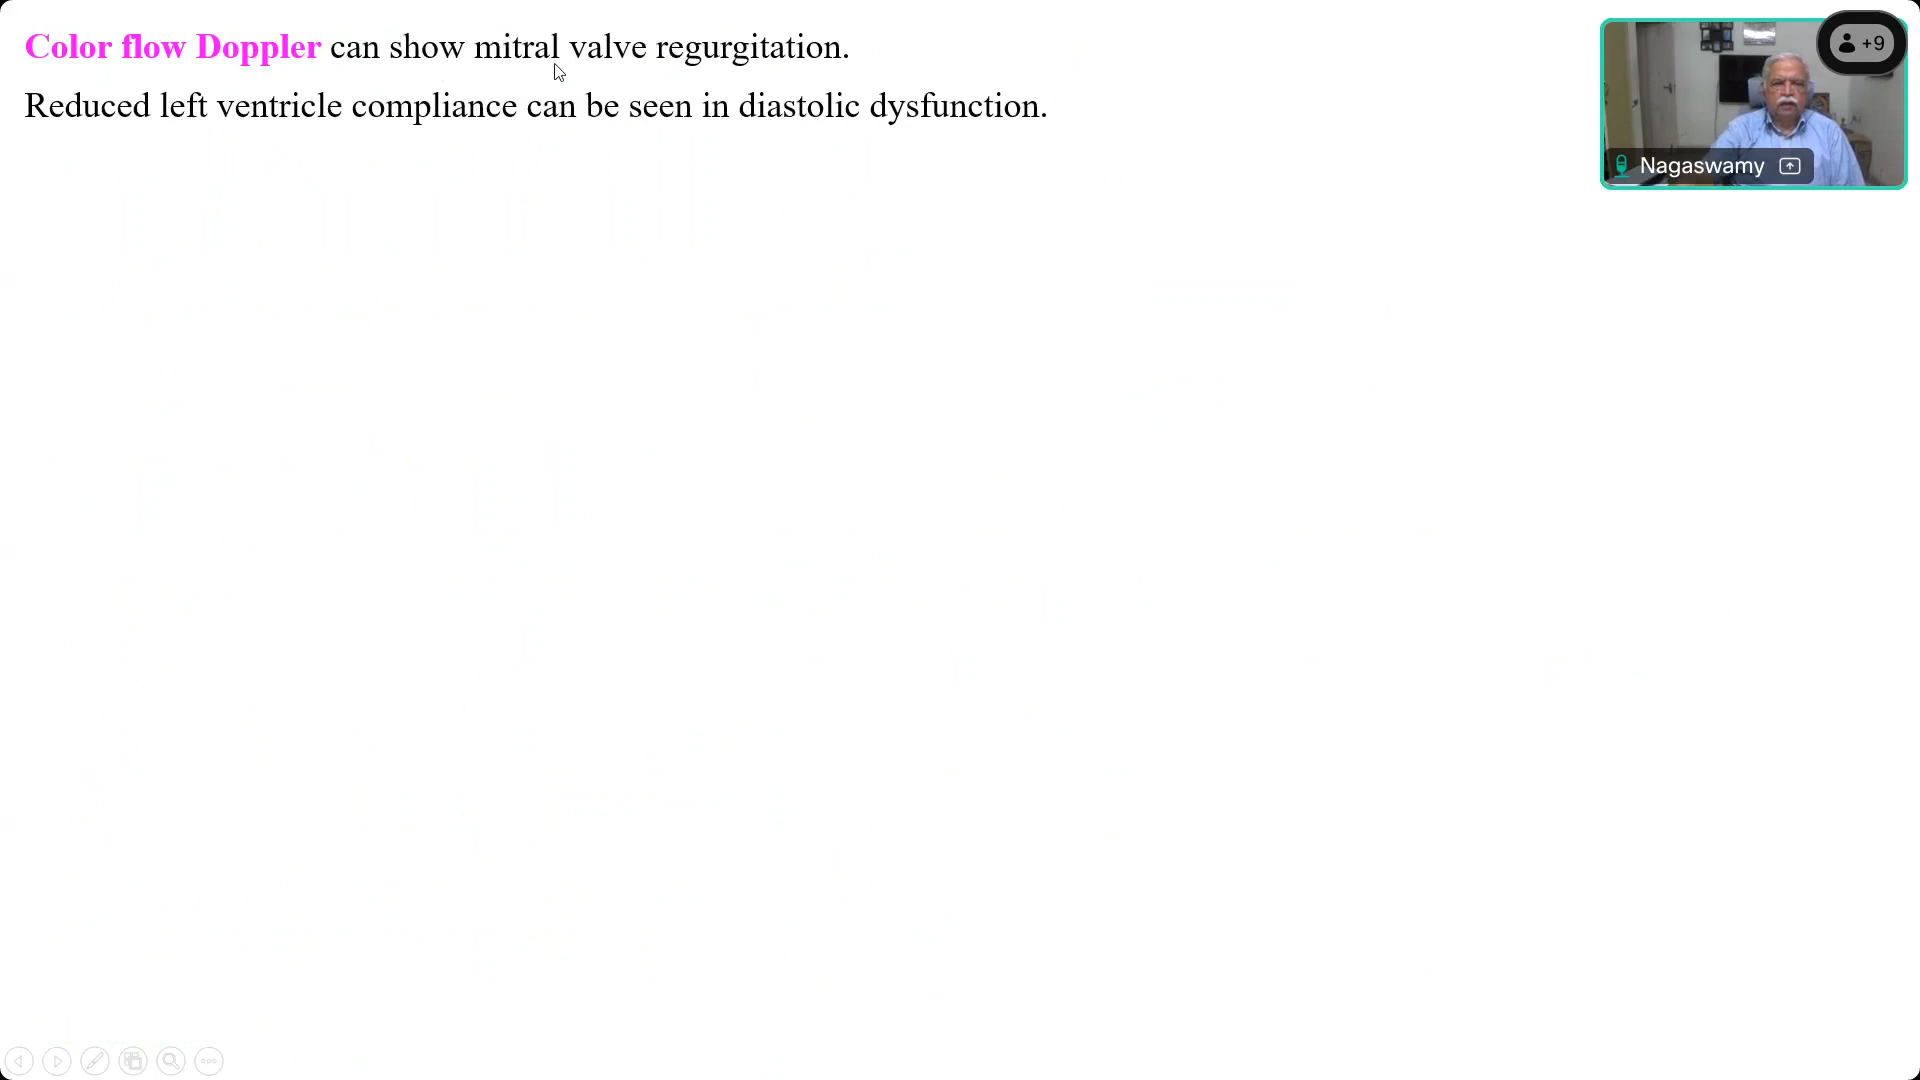 Color flow Doppler can show mitral valve regurgitation.
Reduced left ventricle compliance can be seen in diastolic dysfunction.
+9
Nagaswamy